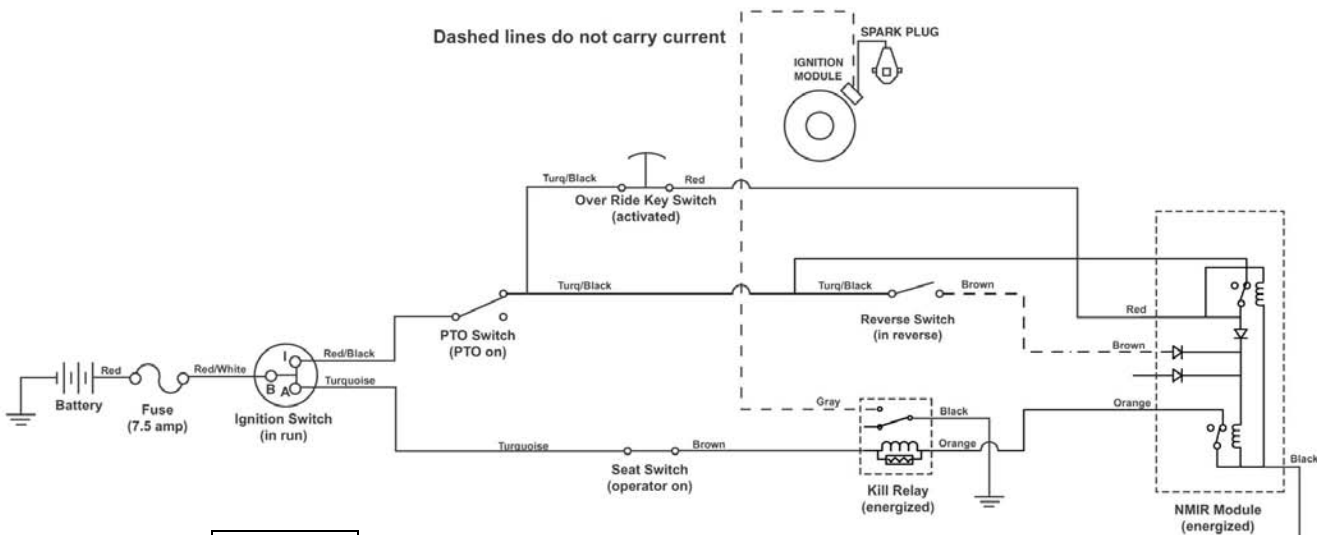 Dashed lines do not carry current
SPARK PLUG
IGNITION
MODULE
Turq/Black
Red
Over Ride Key Switch
(activated)
Turq/Black
Turq/Black
Brown
PTO Switch
(PTO on)
Reverse Switch
(in reverse)
Red
Brown
Red/Black
I
B
A
Red
Red/White
Turquoise
Battery
Fuse
(7.5 amp)
Ignition Switch
(in run)
Gray
Black
Orange
Turquoise
Brown
Orange
Seat Switch
(operator on)
Kill Relay
(energized)
Black
NMIR Module
(energized)